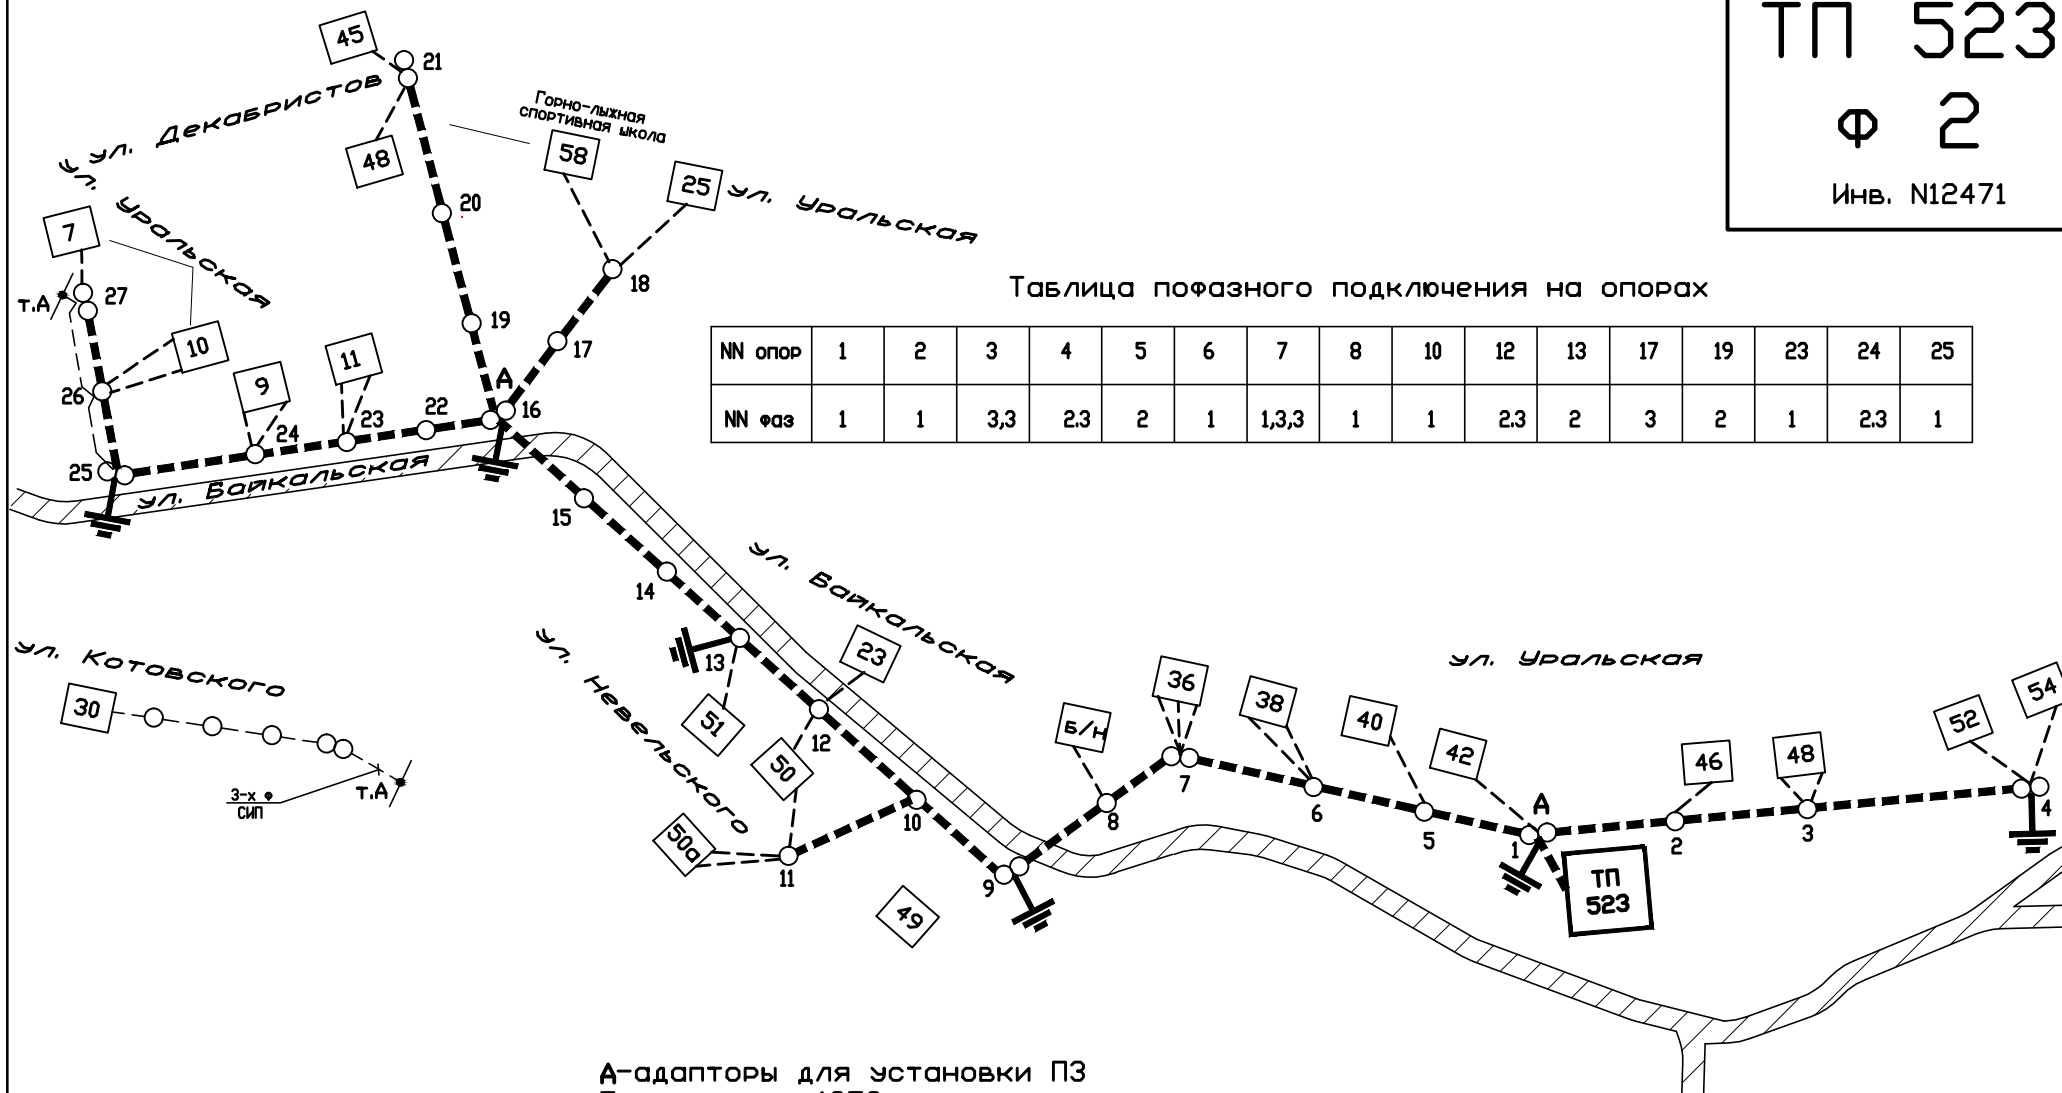 ТП 523
Ф 2
Инв. N12471
45
21
ул. Декабристов
48
Горно-лыжная
спортивная школа
58
25
ул. Уральская
20
ул. Уральская
7
т.А
27
10
18
19
17
11
9
26
А
16
22
23
24
25
ул. Байкальская
Таблица пофазного подключения на опорах
NN опор 1 2 3 4 5 6 7 8 10 12 13 17 19 23 24 25
NN фаз 1 1 3,3 2.3 2 1 1,3,3 1 1 2.3 2 3 2 1 2.3 1
15
14
ул. Байкальская
13
23
51
12
50
ул. Невельского
50а
10
11
9
49
ул. Котовского
30
3-х ф
СИП
т.А
ул. Уральская
36
38
40
42
46
48
52
54
б/н
7
8
6
5
А
1
2
3
4
ТП
523
А-адапторы для установки ПЗ